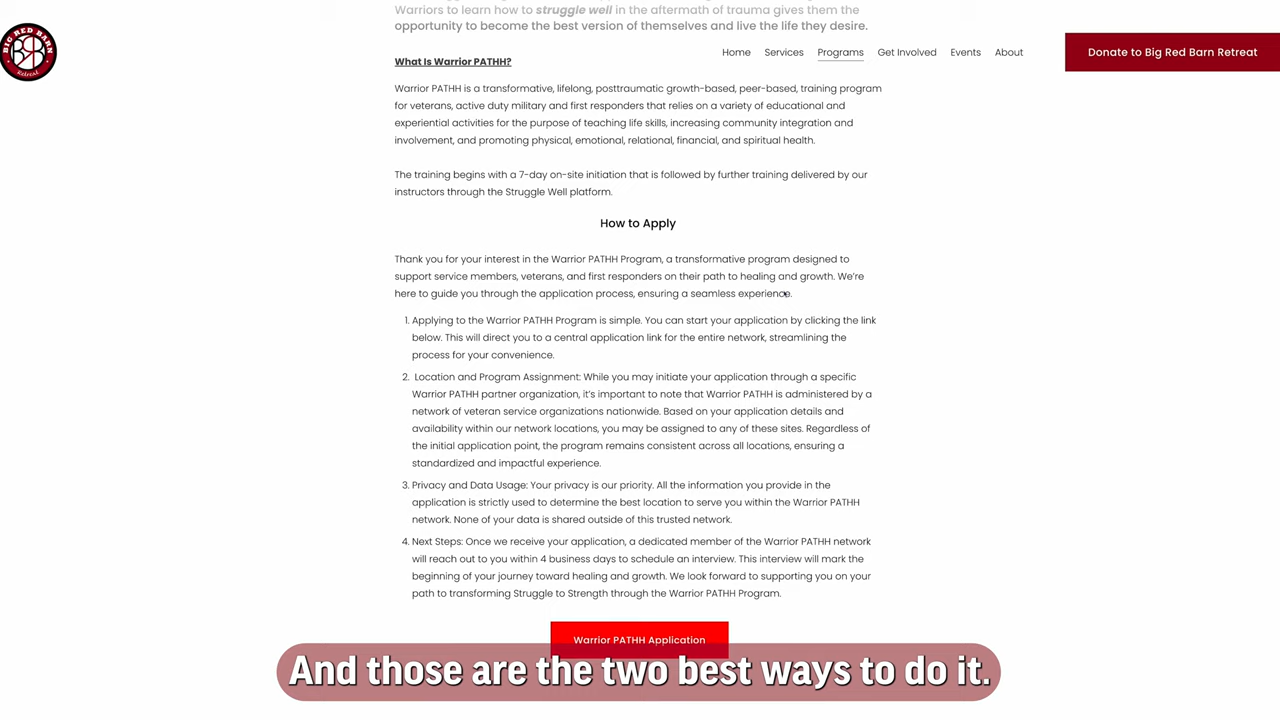 Warriors to learn how to struggle well in the aftermath of trauma gives them the
opportunity to become the best version of themselves and live the life they desire.
BIG RED BARN
Retreat
Home Services Programs Get Involved Events About
Donate to Big Red Barn Retreat
What Is Warrior PATHH?
Warrior PATHH is a transformative, lifelong, posttraumatic growth-based, peer-based, training program
for veterans, active duty military and first responders that relies on a variety of educational and
experiential activities for the purpose of teaching life skills, increasing community integration and
involvement, and promoting physical, emotional, relational, financial, and spiritual health.
The training begins with a 7-day on-site initiation that is followed by further training delivered by our
instructors through the Struggle Well platform.
How to Apply
Thank you for your interest in the Warrior PATHH Program, a transformative program designed to
support service members, veterans, and first responders on their path to healing and growth. We're
here to guide you through the application process, ensuring a seamless experience.
1. Applying to the Warrior PATHH Program is simple. You can start your application by clicking the link
below. This will direct you to a central application link for the entire network, streamlining the
process for your convenience.
2. Location and Program Assignment: While you may initiate your application through a specific
Warrior PATHH partner organization, it's important to note that Warrior PATHH is administered by a
network of veteran service organizations nationwide. Based on your application details and
availability within our network locations, you may be assigned to any of these sites. Regardless of
the initial application point, the program remains consistent across all locations, ensuring a
standardized and impactful experience.
3. Privacy and Data Usage: Your privacy is our priority. All the information you provide in the
application is strictly used to determine the best location to serve you within the Warrior PATHH
network. None of your data is shared outside of this trusted network.
4. Next Steps: Once we receive your application, a dedicated member of the Warrior PATHH network
will reach out to you within 4 business days to schedule an interview. This interview will mark the
beginning of your journey toward healing and growth. We look forward to supporting you on your
path to transforming Struggle to Strength through the Warrior PATHH Program.
Warrior PATHH Application
And those are the two best ways to do it.